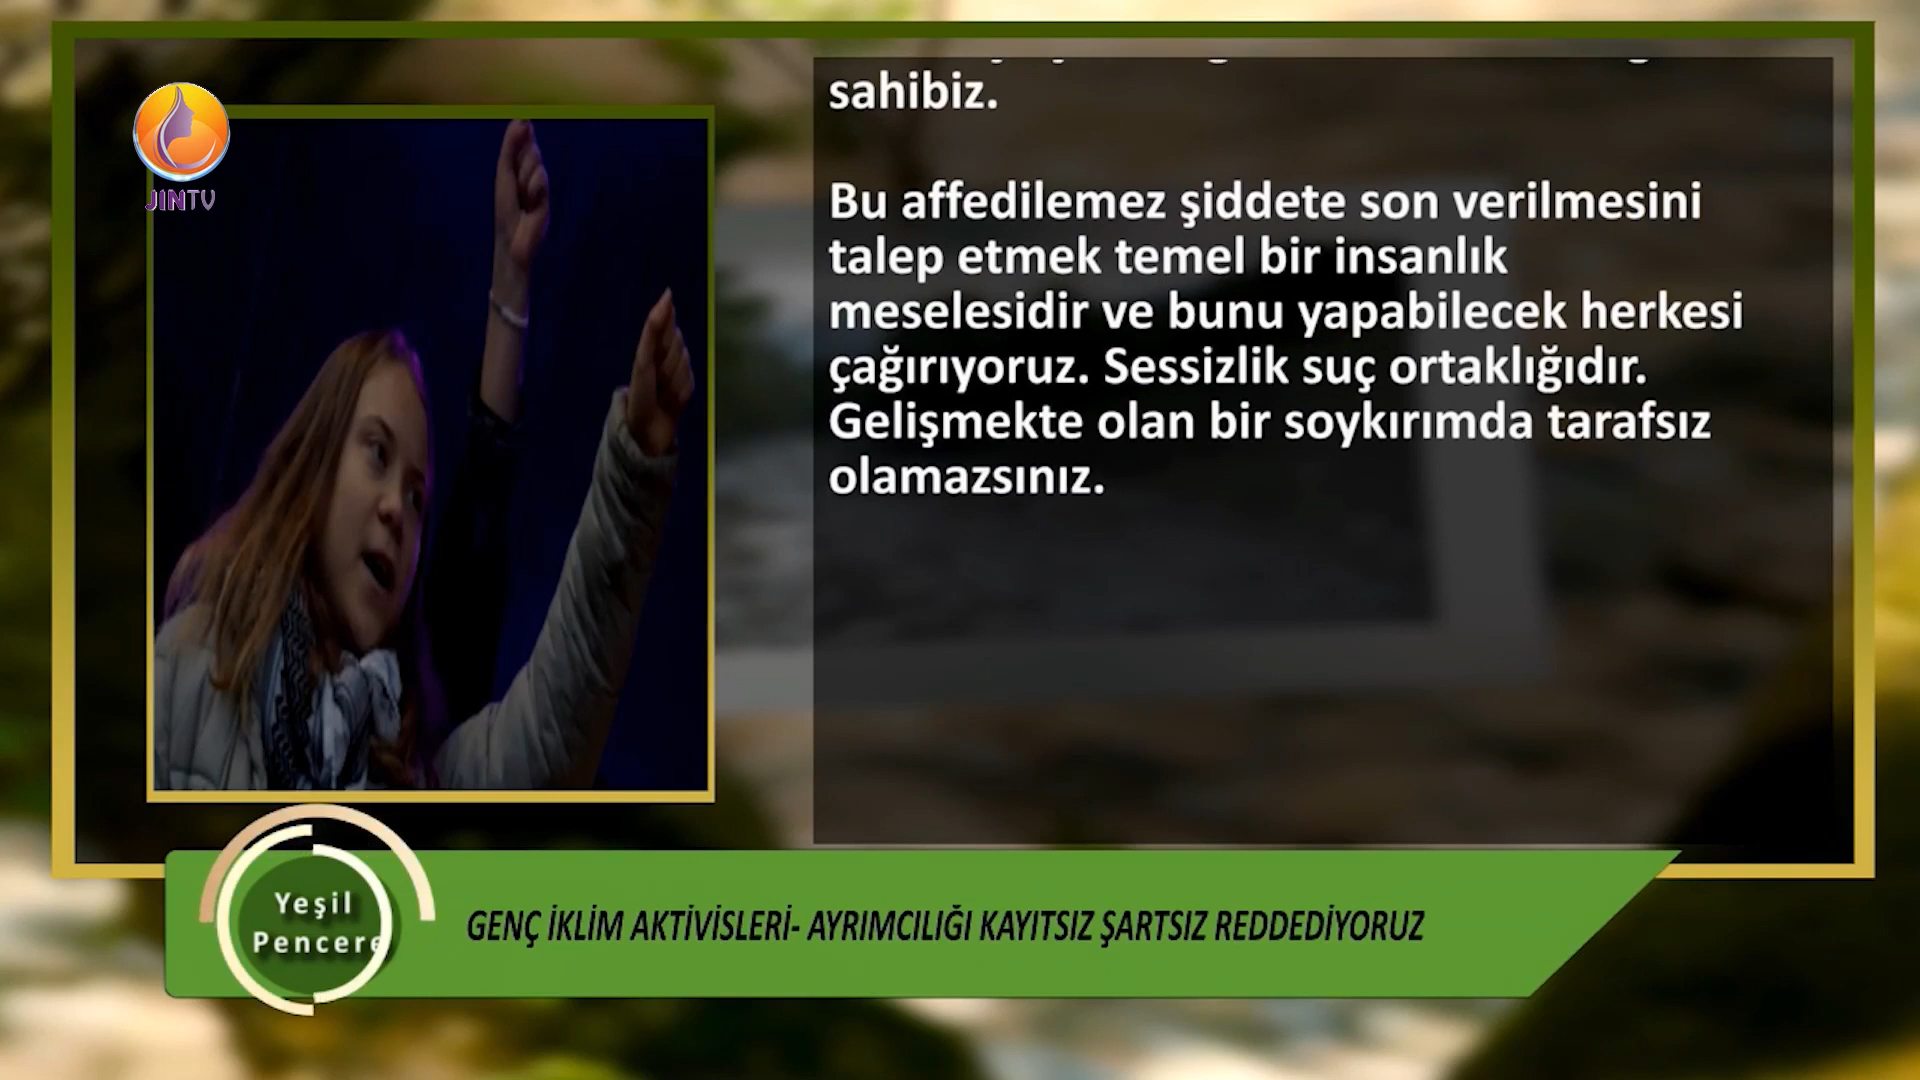 JINTV
sahibiz.
Bu affedilemez şiddete son verilmesini
talep etmek temel bir insanlık
meselesidir ve bunu yapabilecek herkesi
çağırıyoruz. Sessizlik suç ortaklığıdır.
Gelişmekte olan bir soykırımda tarafsız
olamazsınız.
Yeşil
Pencere
GENÇ İKLİM AKTİVİSLERİ- AYRIMCILIĞI KAYITSIZ ŞARTSIZ REDDEDİYORUZ